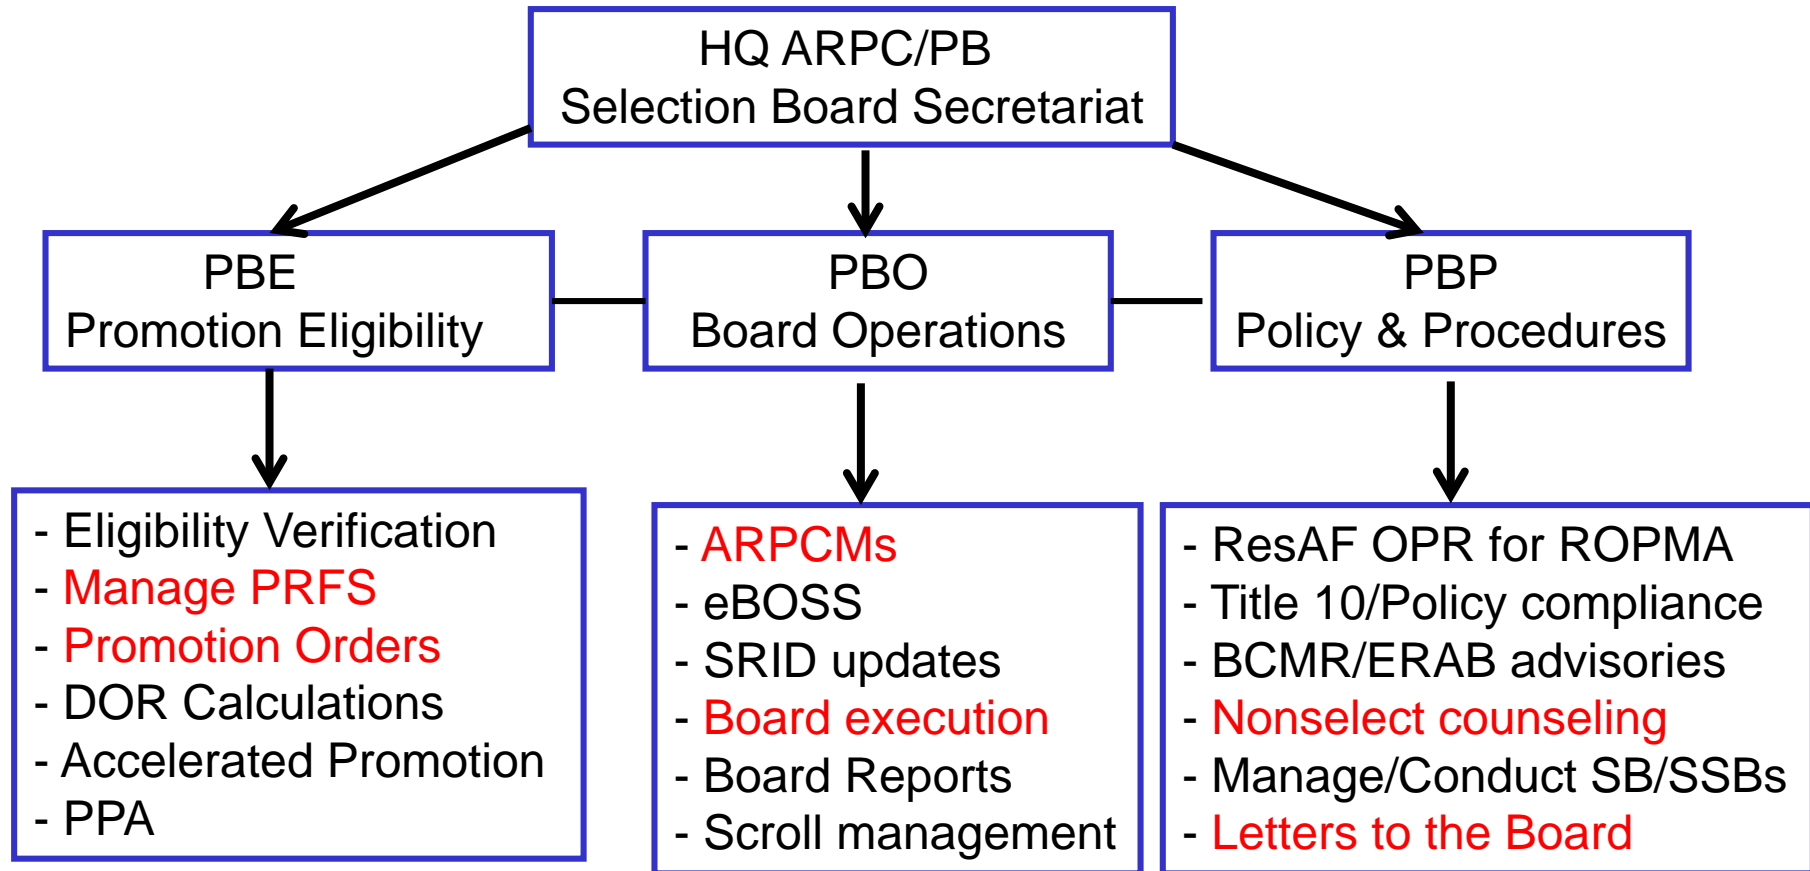 HQ ARPC/PB
Selection Board Secretariat
PBE
Promotion Eligibility
PBO
Board Operations
PBP
Policy & Procedures
- Eligibility Verification
- Manage PRFS
- Promotion Orders
- DOR Calculations
- Accelerated Promotion
- PPA
- ARPCMs
- eBOSS
- SRID updates
- Board execution
- Board Reports
- Scroll management
- ResAF OPR for ROPMA
- Title 10/Policy compliance
- BCMR/ERAB advisories
- Nonselect counseling
- Manage/Conduct SB/SSBs
- Letters to the Board